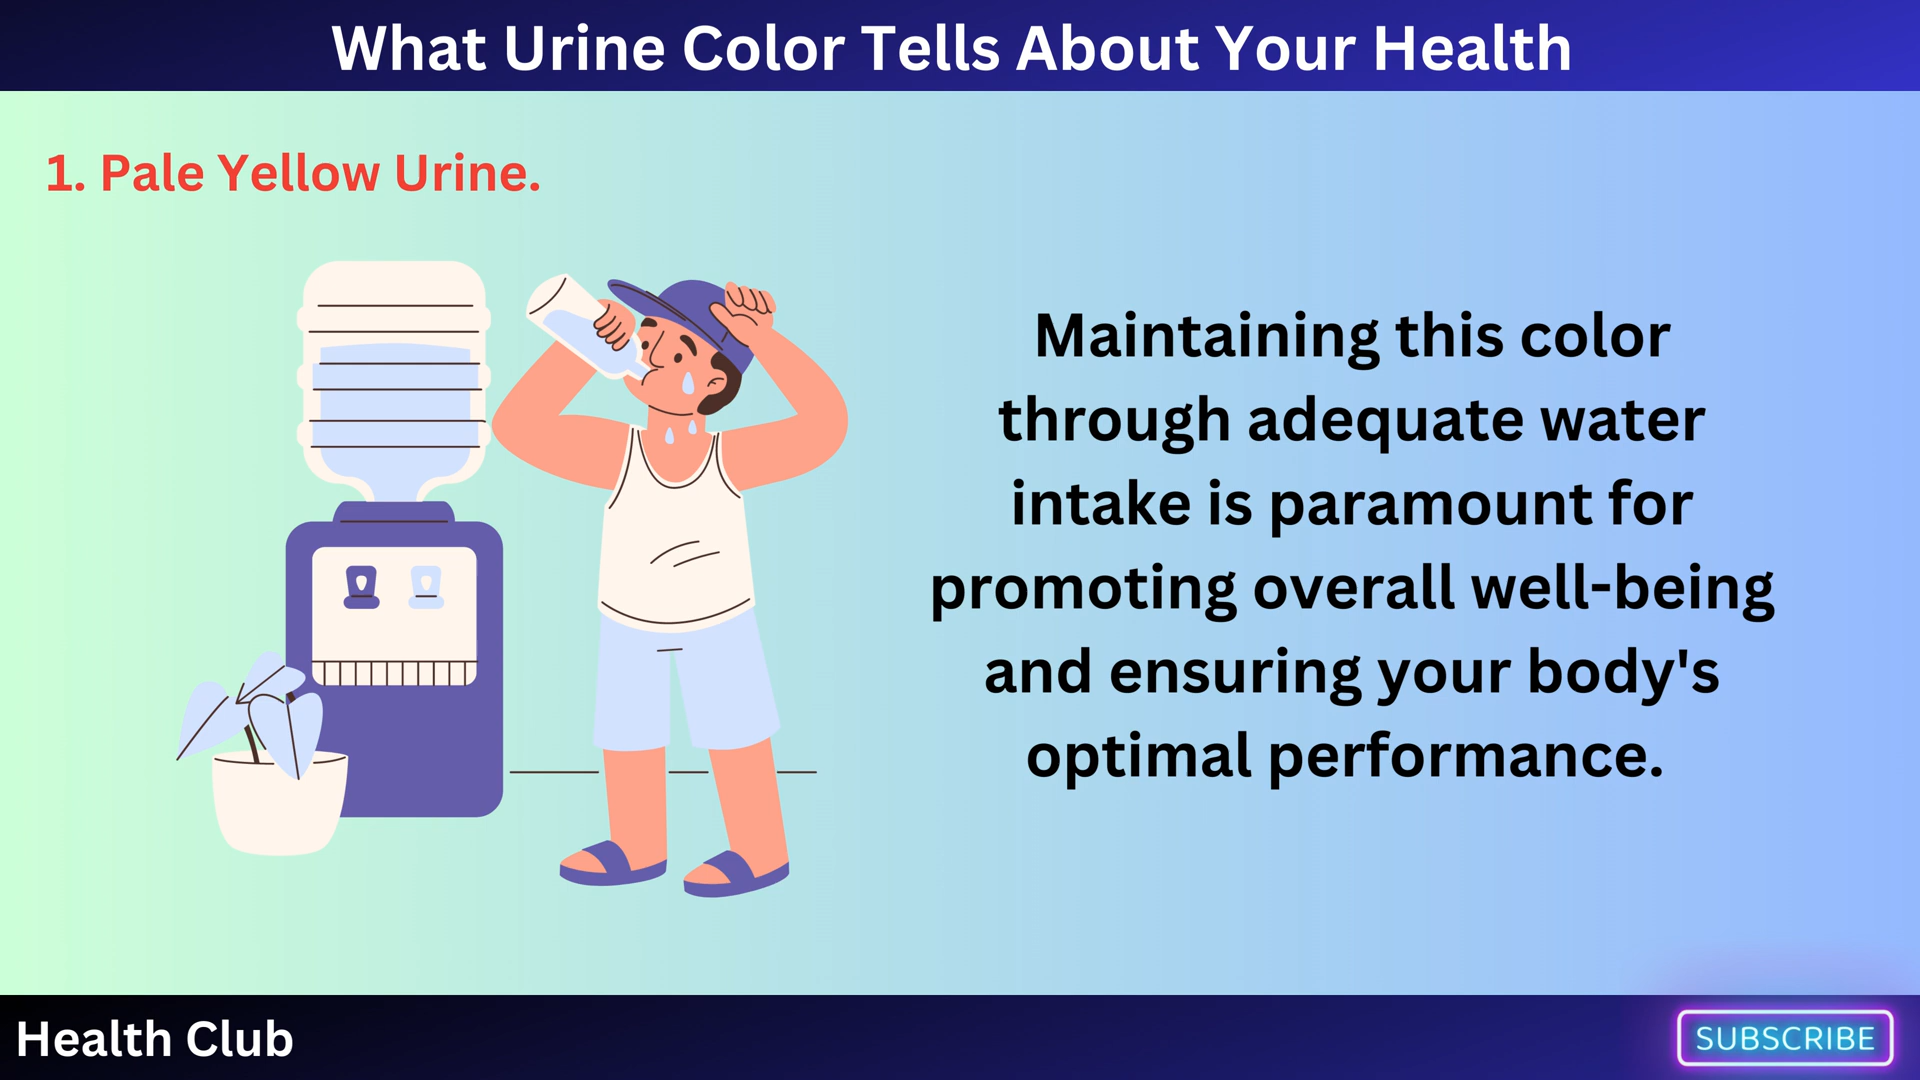 What Urine Color Tells About Your Health
1. Pale Yellow Urine.
Maintaining this color
through adequate water
intake is paramount for
promoting overall well-being
and ensuring your body's
optimal performance.
Health Club
SUBSCRIBE